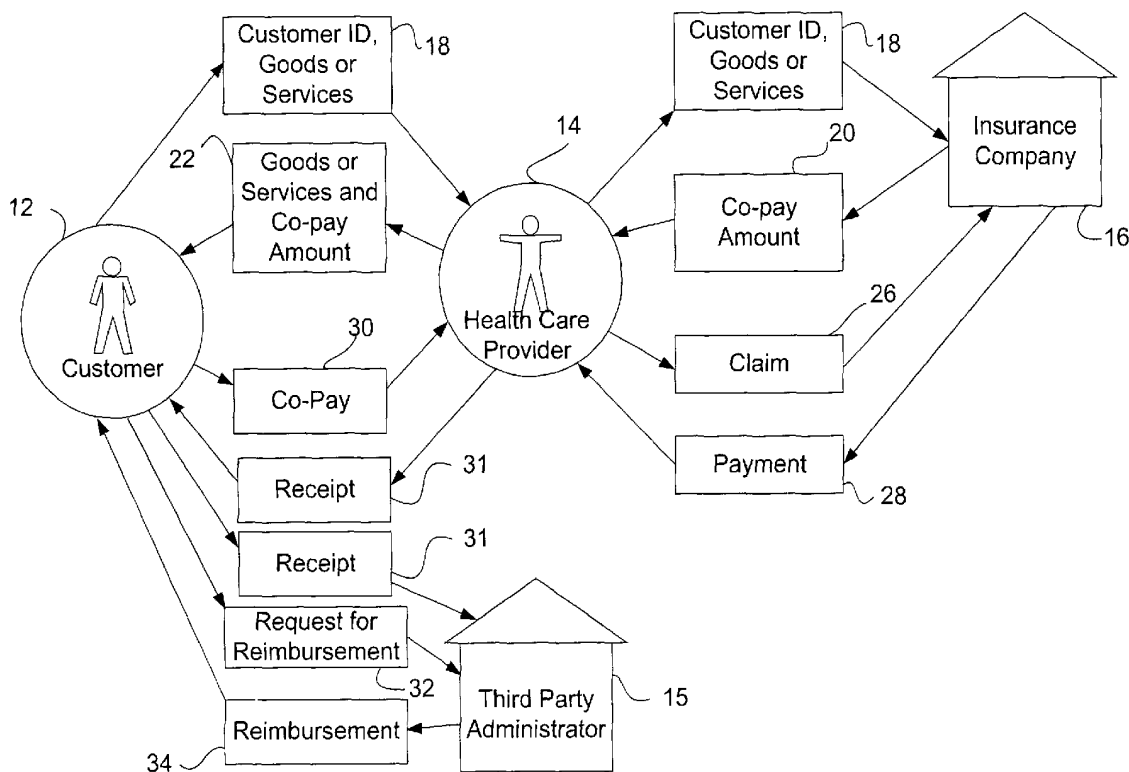 Customer ID,
Goods or
Services
18
Customer ID,
Goods or
Services
18
Insurance
Company
16
22
Goods or
Services and
Co-pay
Amount
14
20
Co-pay
Amount
12
Customer
Health Care
Provider
30
Co-Pay
26
Claim
Payment
28
Receipt
31
Receipt
31
Request for
Reimbursement
32
Third Party
Administrator
15
Reimbursement
34